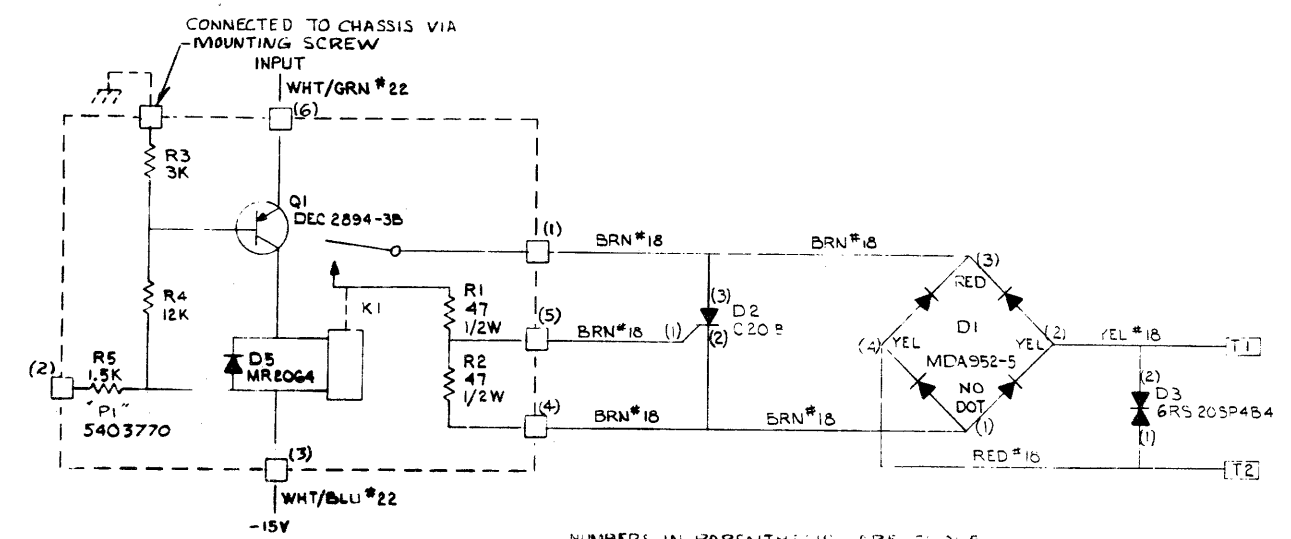 CONNECTED TO CHASSIS VIA
MOUNTING SCREW
INPUT
WHT/GRN #22
(6)
R3
3K
Q1
DEC 2894-3B
(1)
BRN #18
BRN #18
(3)
RED
R4
12K
K1
R1
47
1/2W
(5)
BRN #18
(1)
(3)
D2
(2)
C20B
D1
(4)
YEL
YEL
(2)
YEL #18
T1
MDA952-5
NO
DOT
(2)
R5
1.5K
"P1"
5403770
D5
MR2064
R2
47
1/2W
(4)
BRN #18
BRN #18
(1)
(2)
D3
6RS20SP4B4
(1)
RED #18
T2
(3)
WHT/BLU #22
-15V
NUMBERS IN